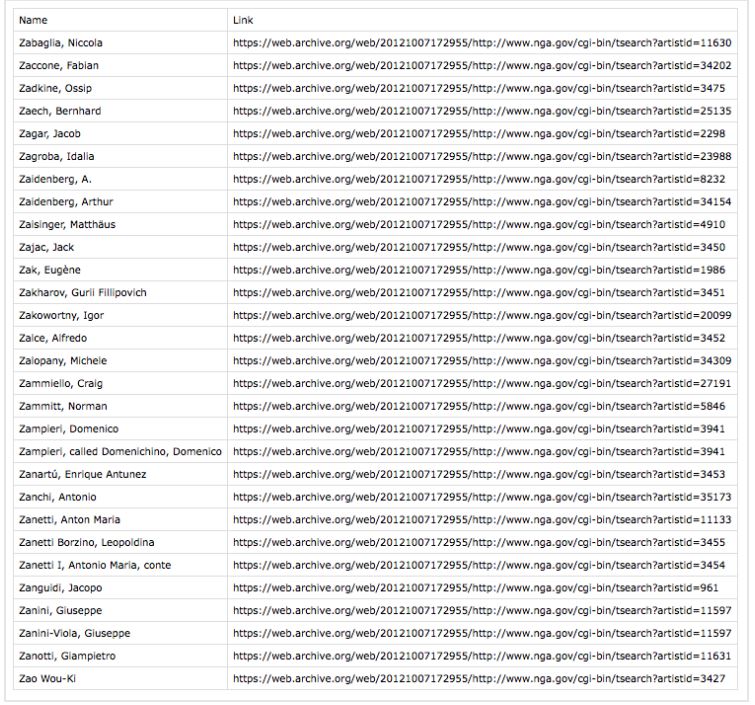 Name Link
Zabaglia, Niccola https://web.archive.org/web/20121007172955/http://www.nga.gov/cgi-bin/tsearch?artistid=11630
Zaccone, Fabian https://web.archive.org/web/20121007172955/http://www.nga.gov/cgi-bin/tsearch?artistid=34202
Zadkine, Ossip https://web.archive.org/web/20121007172955/http://www.nga.gov/cgi-bin/tsearch?artistid=3475
Zaech, Bernhard https://web.archive.org/web/20121007172955/http://www.nga.gov/cgi-bin/tsearch?artistid=25135
Zagar, Jacob https://web.archive.org/web/20121007172955/http://www.nga.gov/cgi-bin/tsearch?artistid=2298
Zagroba, Idalia https://web.archive.org/web/20121007172955/http://www.nga.gov/cgi-bin/tsearch?artistid=23988
Zaidenberg, A. https://web.archive.org/web/20121007172955/http://www.nga.gov/cgi-bin/tsearch?artistid=8232
Zaidenberg, Arthur https://web.archive.org/web/20121007172955/http://www.nga.gov/cgi-bin/tsearch?artistid=34154
Zaisinger, Matthäus https://web.archive.org/web/20121007172955/http://www.nga.gov/cgi-bin/tsearch?artistid=4910
Zajac, Jack https://web.archive.org/web/20121007172955/http://www.nga.gov/cgi-bin/tsearch?artistid=3450
Zak, Eugène https://web.archive.org/web/20121007172955/http://www.nga.gov/cgi-bin/tsearch?artistid=1986
Zakharov, Gurii Fillipovich https://web.archive.org/web/20121007172955/http://www.nga.gov/cgi-bin/tsearch?artistid=3451
Zakowortny, Igor https://web.archive.org/web/20121007172955/http://www.nga.gov/cgi-bin/tsearch?artistid=20099
Zalce, Alfredo https://web.archive.org/web/20121007172955/http://www.nga.gov/cgi-bin/tsearch?artistid=3452
Zalopany, Michele https://web.archive.org/web/20121007172955/http://www.nga.gov/cgi-bin/tsearch?artistid=34309
Zammiello, Craig https://web.archive.org/web/20121007172955/http://www.nga.gov/cgi-bin/tsearch?artistid=27191
Zammitt, Norman https://web.archive.org/web/20121007172955/http://www.nga.gov/cgi-bin/tsearch?artistid=5846
Zampieri, Domenico https://web.archive.org/web/20121007172955/http://www.nga.gov/cgi-bin/tsearch?artistid=3941
Zampieri, called Domenichino, Domenico https://web.archive.org/web/20121007172955/http://www.nga.gov/cgi-bin/tsearch?artistid=3941
Zanartú, Enrique Antunez https://web.archive.org/web/20121007172955/http://www.nga.gov/cgi-bin/tsearch?artistid=3453
Zanchi, Antonio https://web.archive.org/web/20121007172955/http://www.nga.gov/cgi-bin/tsearch?artistid=35173
Zanetti, Anton Maria https://web.archive.org/web/20121007172955/http://www.nga.gov/cgi-bin/tsearch?artistid=11133
Zanetti Borzino, Leopoldina https://web.archive.org/web/20121007172955/http://www.nga.gov/cgi-bin/tsearch?artistid=3455
Zanetti I, Antonio Maria, conte https://web.archive.org/web/20121007172955/http://www.nga.gov/cgi-bin/tsearch?artistid=3454
Zanguidi, Jacopo https://web.archive.org/web/20121007172955/http://www.nga.gov/cgi-bin/tsearch?artistid=961
Zanini, Giuseppe https://web.archive.org/web/20121007172955/http://www.nga.gov/cgi-bin/tsearch?artistid=11597
Zanini-Viola, Giuseppe https://web.archive.org/web/20121007172955/http://www.nga.gov/cgi-bin/tsearch?artistid=11597
Zanotti, Giampietro https://web.archive.org/web/20121007172955/http://www.nga.gov/cgi-bin/tsearch?artistid=11631
Zao Wou-Ki https://web.archive.org/web/20121007172955/http://www.nga.gov/cgi-bin/tsearch?artistid=3427